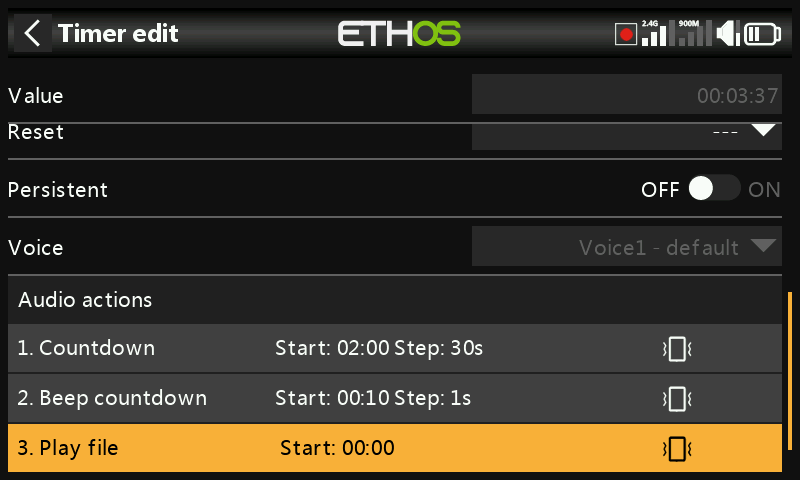 Timer edit
ETHOS
2.4G
900M
Value 00:03:37
Reset ---
Persistent OFF ON
Voice Voice1 - default
Audio actions
1. Countdown Start: 02:00 Step: 30s
2. Beep countdown Start: 00:10 Step: 1s
3. Play file Start: 00:00